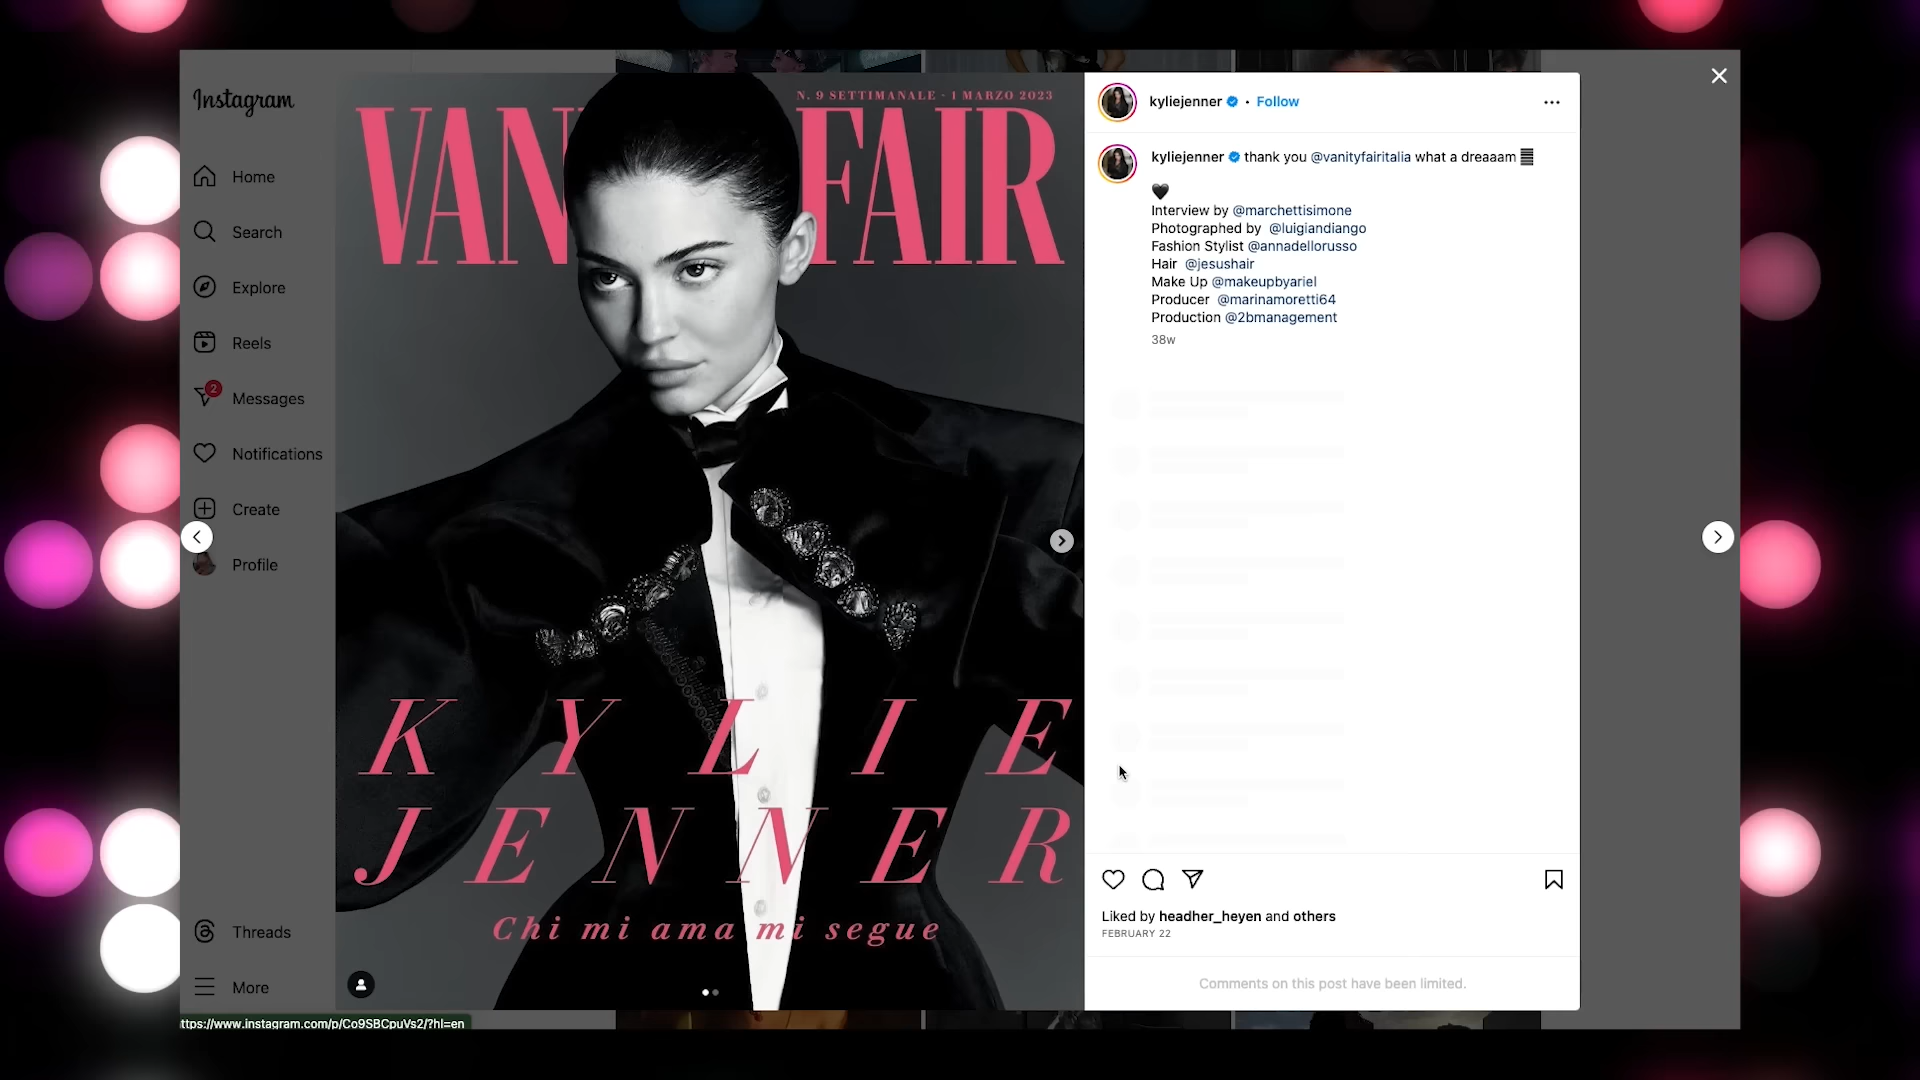 Instagram
Home
Search
Explore
Reels
2
Messages
Notifications
Create
Profile
Threads
More
ttps://www.instagram.com/p/Co9SBCpuVs2/?hl=en
N. 9 SETTIMANALE - 1 MARZO 2023
VAN FAIR
KYLIE
JENNER
Chi mi ama mi segue
kyliejenner • Follow
kyliejenner thank you @vanityfairitalia what a dreaaam
🖤
Interview by @marchettisimone
Photographed by @luigiandiango
Fashion Stylist @annadellorusso
Hair @jesushair
Make Up @makeupbyariel
Producer @marinamoretti64
Production @2bmanagement
38w
Liked by headher_heyen and others
FEBRUARY 22
Comments on this post have been limited.